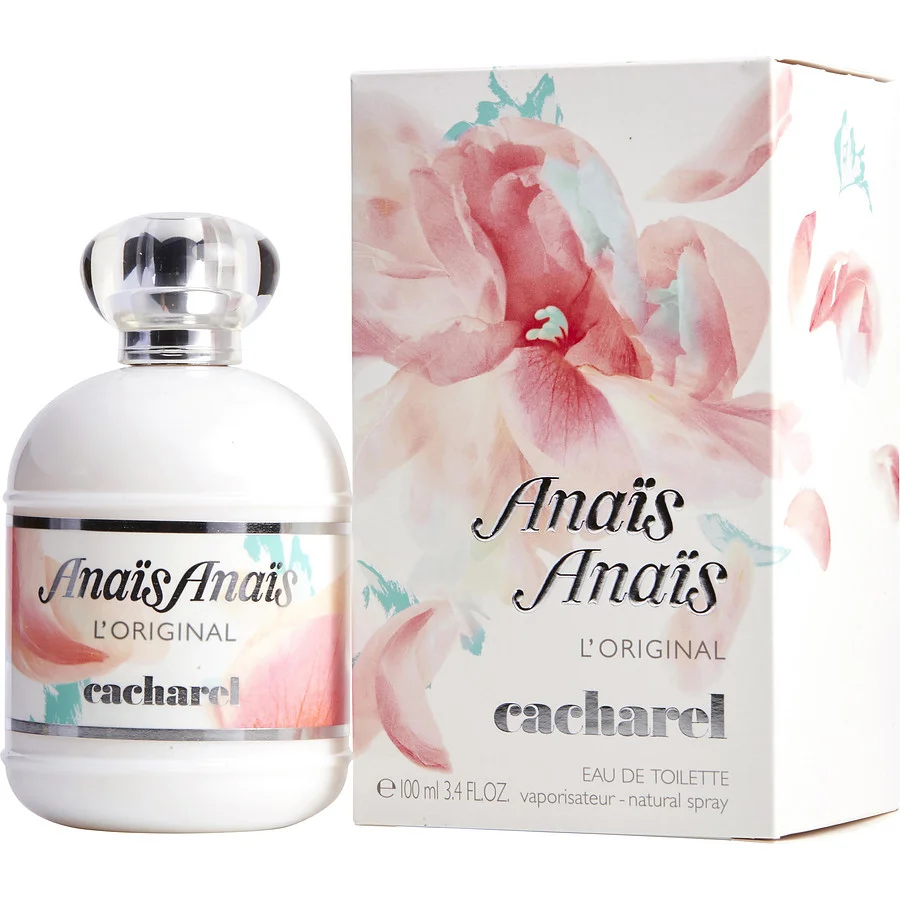 Anaïs Anaïs
L'ORIGINAL
cacharel
Anaïs
Anaïs
L'ORIGINAL
cacharel
EAU DE TOILETTE
℮ 100 ml 3.4 FL.OZ. vaporisateur - natural spray